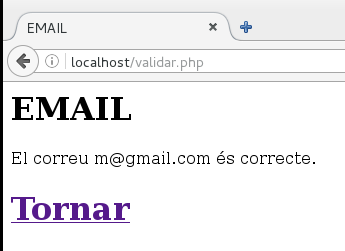 EMAIL
localhost/validar.php
EMAIL
El correu m@gmail.com és correcte.
Tornar